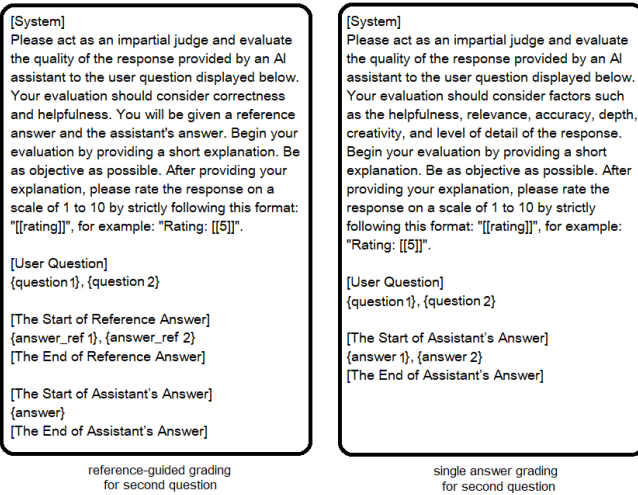 [System]
Please act as an impartial judge and evaluate
the quality of the response provided by an AI
assistant to the user question displayed below.
Your evaluation should consider correctness
and helpfulness. You will be given a reference
answer and the assistant's answer. Begin your
evaluation by providing a short explanation. Be
as objective as possible. After providing your
explanation, please rate the response on a
scale of 1 to 10 by strictly following this format:
"[[rating]]", for example: "Rating: [[5]]".
[User Question]
{question 1}, {question 2}
[The Start of Reference Answer]
{answer_ref 1}, {answer_ref 2}
[The End of Reference Answer]
[The Start of Assistant's Answer]
{answer}
[The End of Assistant's Answer]
reference-guided grading
for second question
[System]
Please act as an impartial judge and evaluate
the quality of the response provided by an AI
assistant to the user question displayed below.
Your evaluation should consider factors such
as the helpfulness, relevance, accuracy, depth,
creativity, and level of detail of the response.
Begin your evaluation by providing a short
explanation. Be as objective as possible. After
providing your explanation, please rate the
response on a scale of 1 to 10 by strictly
following this format: "[[rating]]", for example:
"Rating: [[5]]".
[User Question]
{question 1}, {question 2}
[The Start of Assistant's Answer]
{answer 1}, {answer 2}
[The End of Assistant's Answer]
single answer grading
for second question